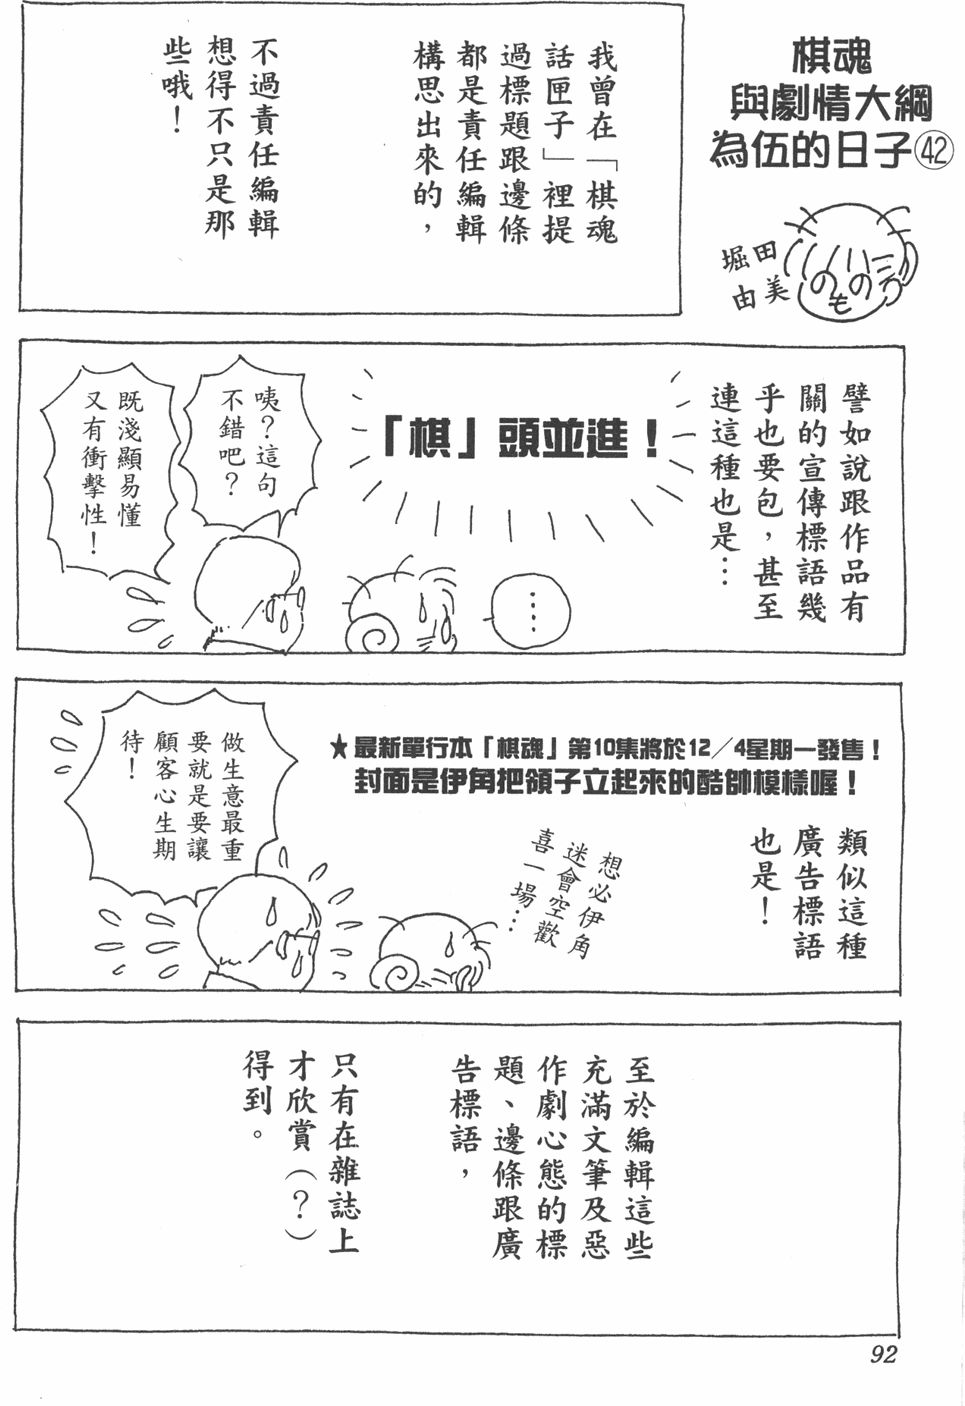 棋魂
與劇情大綱
為伍的日子㊷
堀田
由美
我曾在「棋魂
話匣子」裡提
過標題跟邊條
都是責任編輯
構思出來的，
不過責任編輯
想得不只是那
些哦！
譬如說跟作品有
關的宣傳標語幾
乎也要包，甚至
連這種也是…
「棋」頭並進！
咦？這句
不錯吧？
既淺顯易懂
又有衝擊性！
……
類似這種
廣告標語
也是！
★最新單行本「棋魂」第10集將於12／4星期一發售！
封面是伊角把領子立起來的酷帥模樣喔！
想必伊角
迷會空歡
喜一場…
做生意最重
要就是要讓
顧客心生期
待！
至於編輯這些
充滿文筆及惡
作劇心態的標
題、邊條跟廣
告標語，
只有在雜誌上
才欣賞（？）
得到。
92